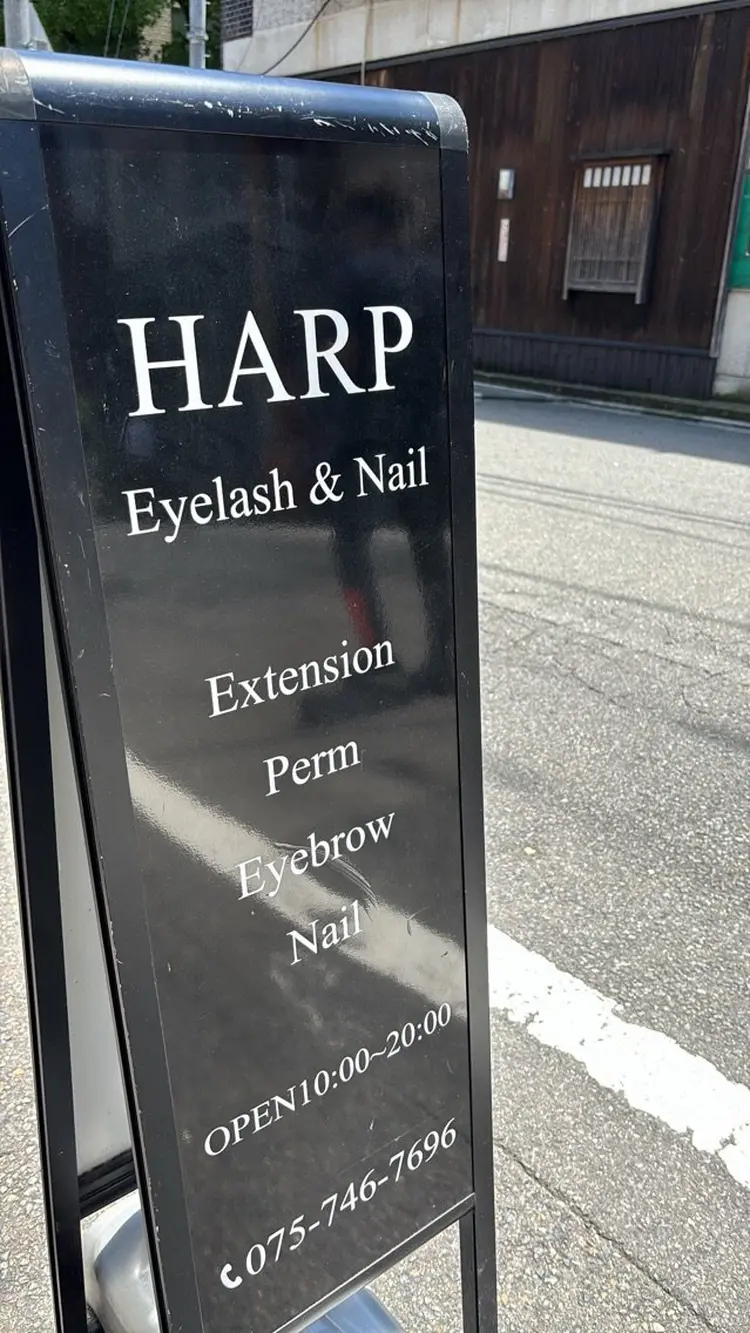 HARP
Eyelash & Nail
Extension
Perm
Eyebrow
Nail
OPEN10:00~20:00
075-746-7696